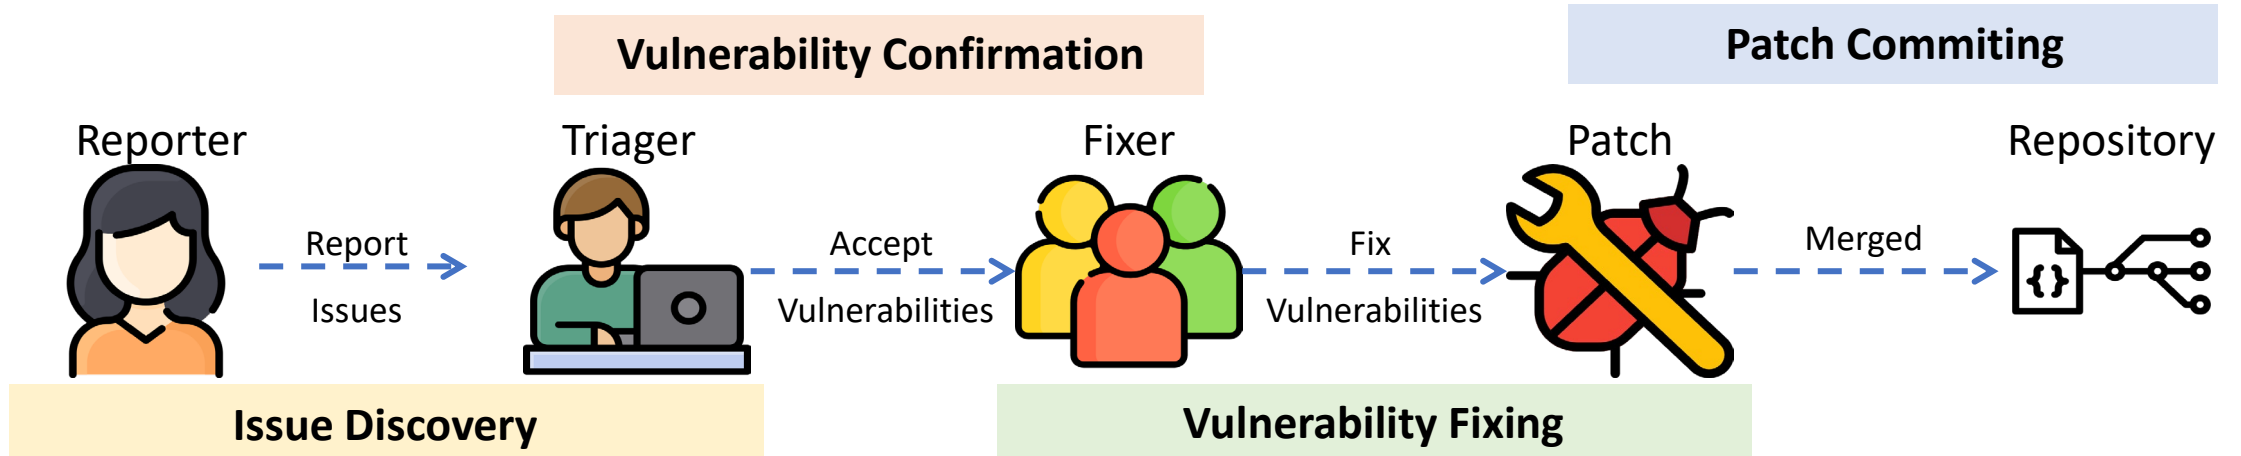 Vulnerability Confirmation
Patch Commiting
Reporter
Triager
Fixer
Patch
Repository
Report
Issues
Accept
Vulnerabilities
Fix
Vulnerabilities
Merged
{}
Issue Discovery
Vulnerability Fixing